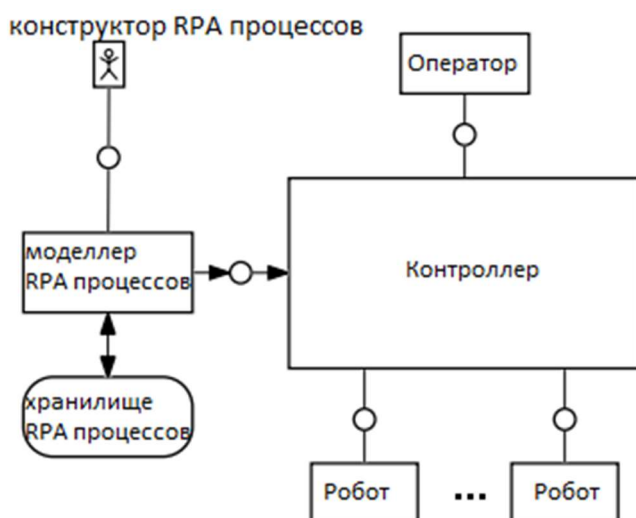 конструктор RPA процессов
Оператор
моделлер
RPA процессов
Контроллер
хранилище
RPA процессов
Робот
...
Робот